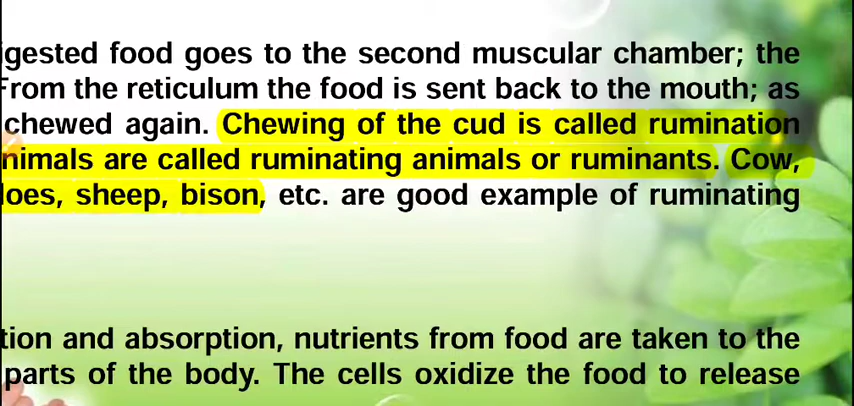 igested food goes to the second muscular chamber; the
From the reticulum the food is sent back to the mouth; as
chewed again. Chewing of the cud is called rumination
nimals are called ruminating animals or ruminants. Cow,
loes, sheep, bison, etc. are good example of ruminating
tion and absorption, nutrients from food are taken to the
parts of the body. The cells oxidize the food to release